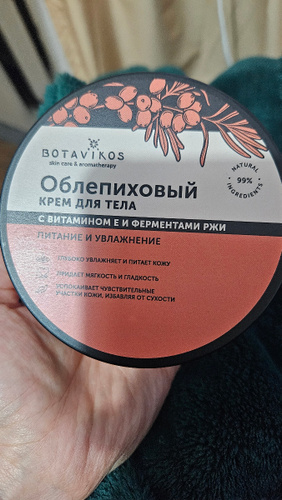 BOTAVIKOS
skin care & aromatherapy
NATURAL
99%
INGREDIENTS
Облепиховый
КРЕМ ДЛЯ ТЕЛА
С ВИТАМИНОМ Е И ФЕРМЕНТАМИ РЖИ
ПИТАНИЕ И УВЛАЖНЕНИЕ
ГЛУБОКО УВЛАЖНЯЕТ И ПИТАЕТ КОЖУ
ПРИДАЕТ МЯГКОСТЬ И ГЛАДКОСТЬ
УСПОКАИВАЕТ ЧУВСТВИТЕЛЬНЫЕ
УЧАСТКИ КОЖИ, ИЗБАВЛЯЯ ОТ СУХОСТИ